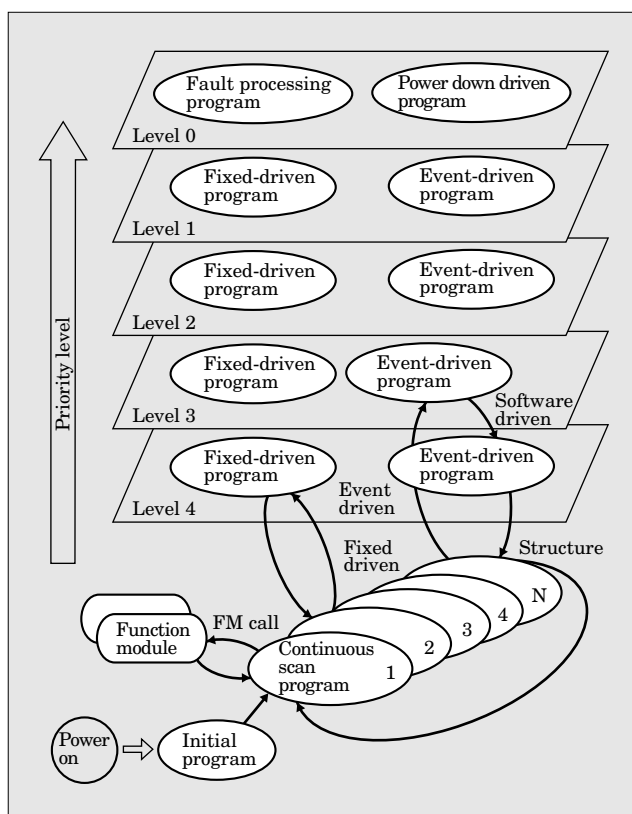 Fault processing
program
Power down driven
program
Level 0
Fixed-driven
program
Event-driven
program
Level 1
Fixed-driven
program
Event-driven
program
Level 2
Priority level
Fixed-driven
program
Event-driven
program
Software
driven
Level 3
Fixed-driven
program
Event-driven
program
Event
driven
Level 4
Fixed
driven
Structure
N
4
3
2
Continuous
scan
program
1
FM call
Function
module
Power
on
Initial
program